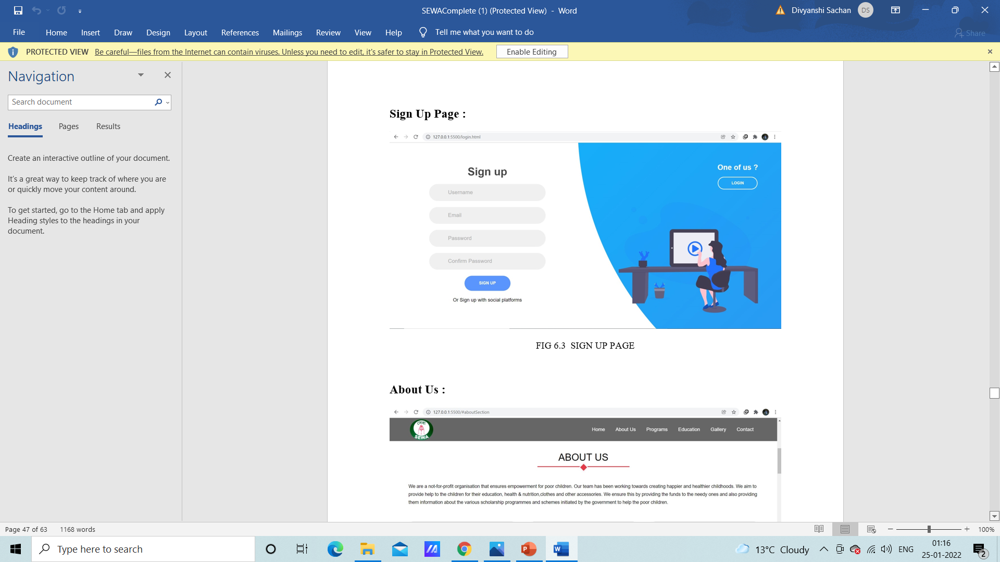 SEWAComplete (1) (Protected View) - Word
Divyanshi Sachan
DS
File
Home
Insert
Draw
Design
Layout
References
Mailings
Review
View
Help
Tell me what you want to do
Share
PROTECTED VIEW Be careful—files from the Internet can contain viruses. Unless you need to edit, it's safer to stay in Protected View.
Enable Editing
Navigation
Search document
Headings
Pages
Results
Create an interactive outline of your document.
It's a great way to keep track of where you are
or quickly move your content around.
To get started, go to the Home tab and apply
Heading styles to the headings in your
document.
Sign Up Page :
127.0.0.1:5500/login.html
Sign up
Username
Email
Password
Confirm Password
SIGN UP
Or Sign up with social platforms
One of us ?
LOGIN
FIG 6.3 SIGN UP PAGE
About Us :
127.0.0.1:5500/#aboutSection
সেবা
SEWA
Home
About Us
Programs
Education
Gallery
Contact
ABOUT US
We are a not-for-profit organisation that ensures empowerment for poor children. Our team has been working towards creating happier and healthier childhoods. We aim to
provide help to the children for their education, health & nutrition,clothes and other accessories. We ensure this by providing the funds to the needy ones and also providing
them information about the various scholarship programmes and schemes initiated by the government to help the poor children.
Page 47 of 63
1168 words
100%
Type here to search
13°C Cloudy
ENG
01:16
25-01-2022
2